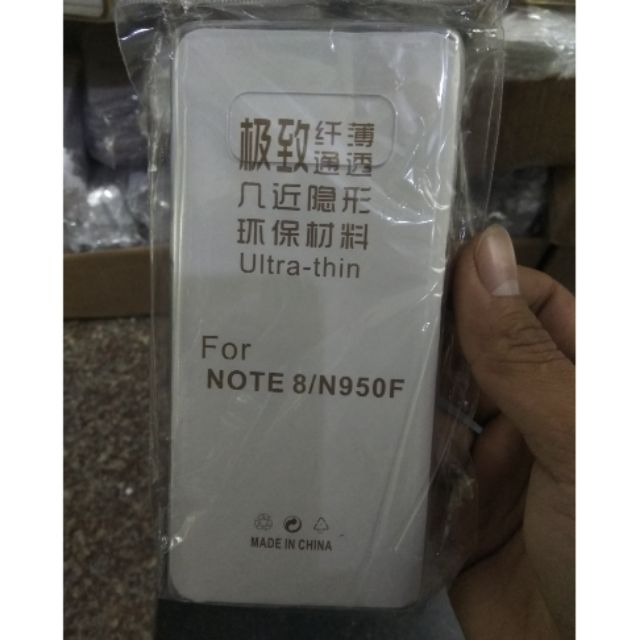 极致纤薄
通透
几近隐形
环保材料
Ultra-thin
For
NOTE 8/N950F
MADE IN CHINA